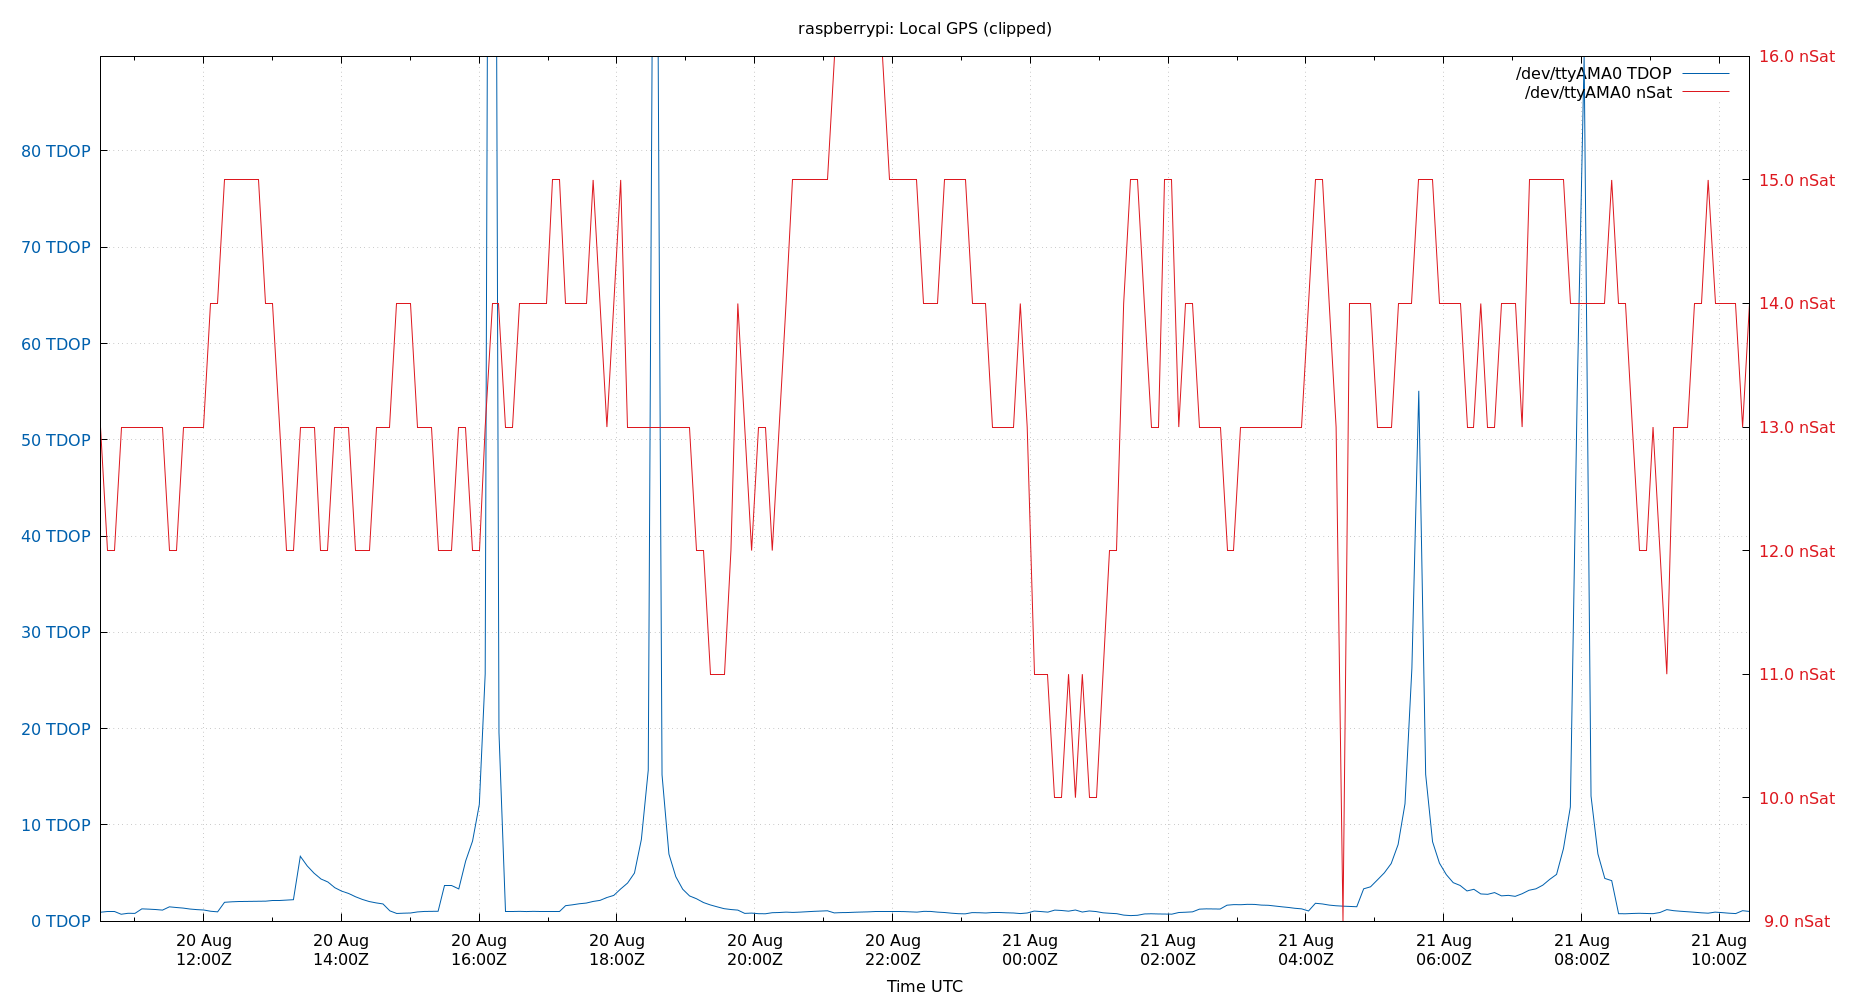 raspberrypi: Local GPS (clipped)
/dev/ttyAMA0 TDOP
/dev/ttyAMA0 nSat
80 TDOP
70 TDOP
60 TDOP
50 TDOP
40 TDOP
30 TDOP
20 TDOP
10 TDOP
0 TDOP
16.0 nSat
15.0 nSat
14.0 nSat
13.0 nSat
12.0 nSat
11.0 nSat
10.0 nSat
9.0 nSat
20 Aug
12:00Z
20 Aug
14:00Z
20 Aug
16:00Z
20 Aug
18:00Z
20 Aug
20:00Z
20 Aug
22:00Z
21 Aug
00:00Z
21 Aug
02:00Z
21 Aug
04:00Z
21 Aug
06:00Z
21 Aug
08:00Z
21 Aug
10:00Z
Time UTC